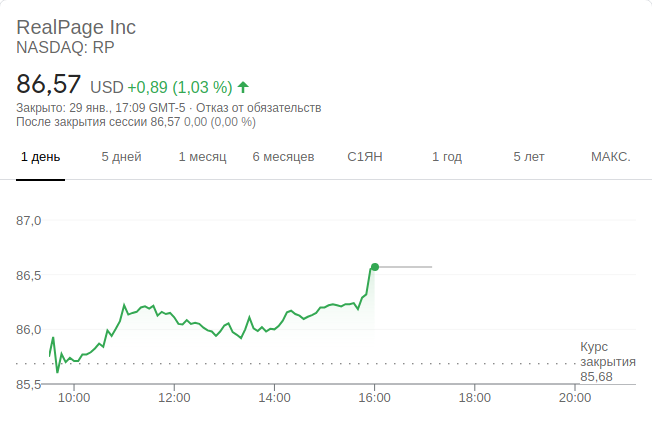 RealPage Inc
NASDAQ: RP
86,57 USD +0,89 (1,03 %)
Закрыто: 29 янв., 17:09 GMT-5 · Отказ от обязательств
После закрытия сессии 86,57 0,00 (0,00 %)
1 день 5 дней 1 месяц 6 месяцев С1ЯН 1 год 5 лет МАКС.
87,0
86,5
86,0
Курс
закрытия
85,68
85,5
10:00 12:00 14:00 16:00 18:00 20:00